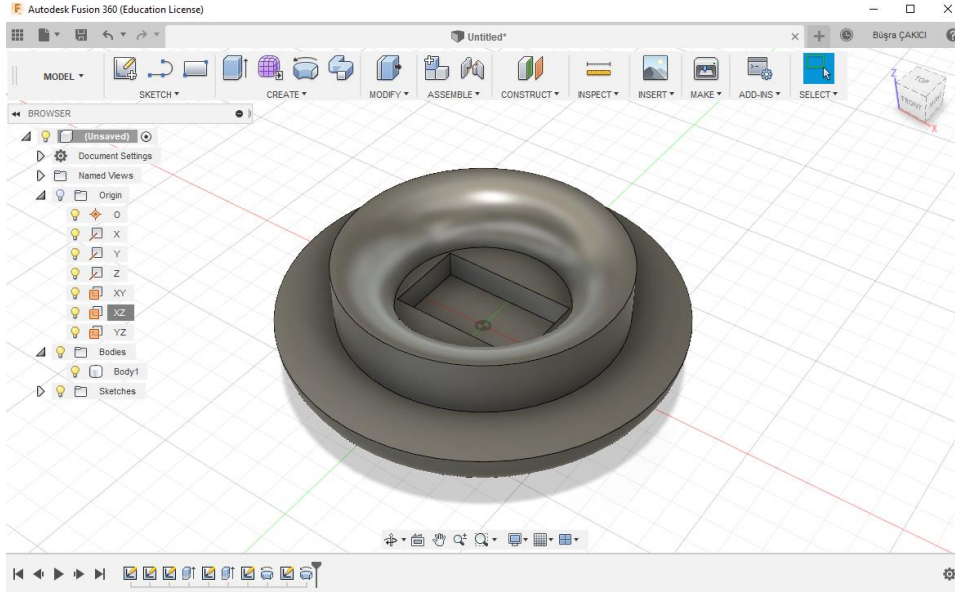 Autodesk Fusion 360 (Education License)
Untitled*
Büşra ÇAKICI
MODEL
SKETCH
CREATE
MODIFY
ASSEMBLE
CONSTRUCT
INSPECT
INSERT
MAKE
ADD-INS
SELECT
BROWSER
(Unsaved)
Document Settings
Named Views
Origin
O
X
Y
Z
XY
XZ
YZ
Bodies
Body1
Sketches
Z
TOP
FRONT
X